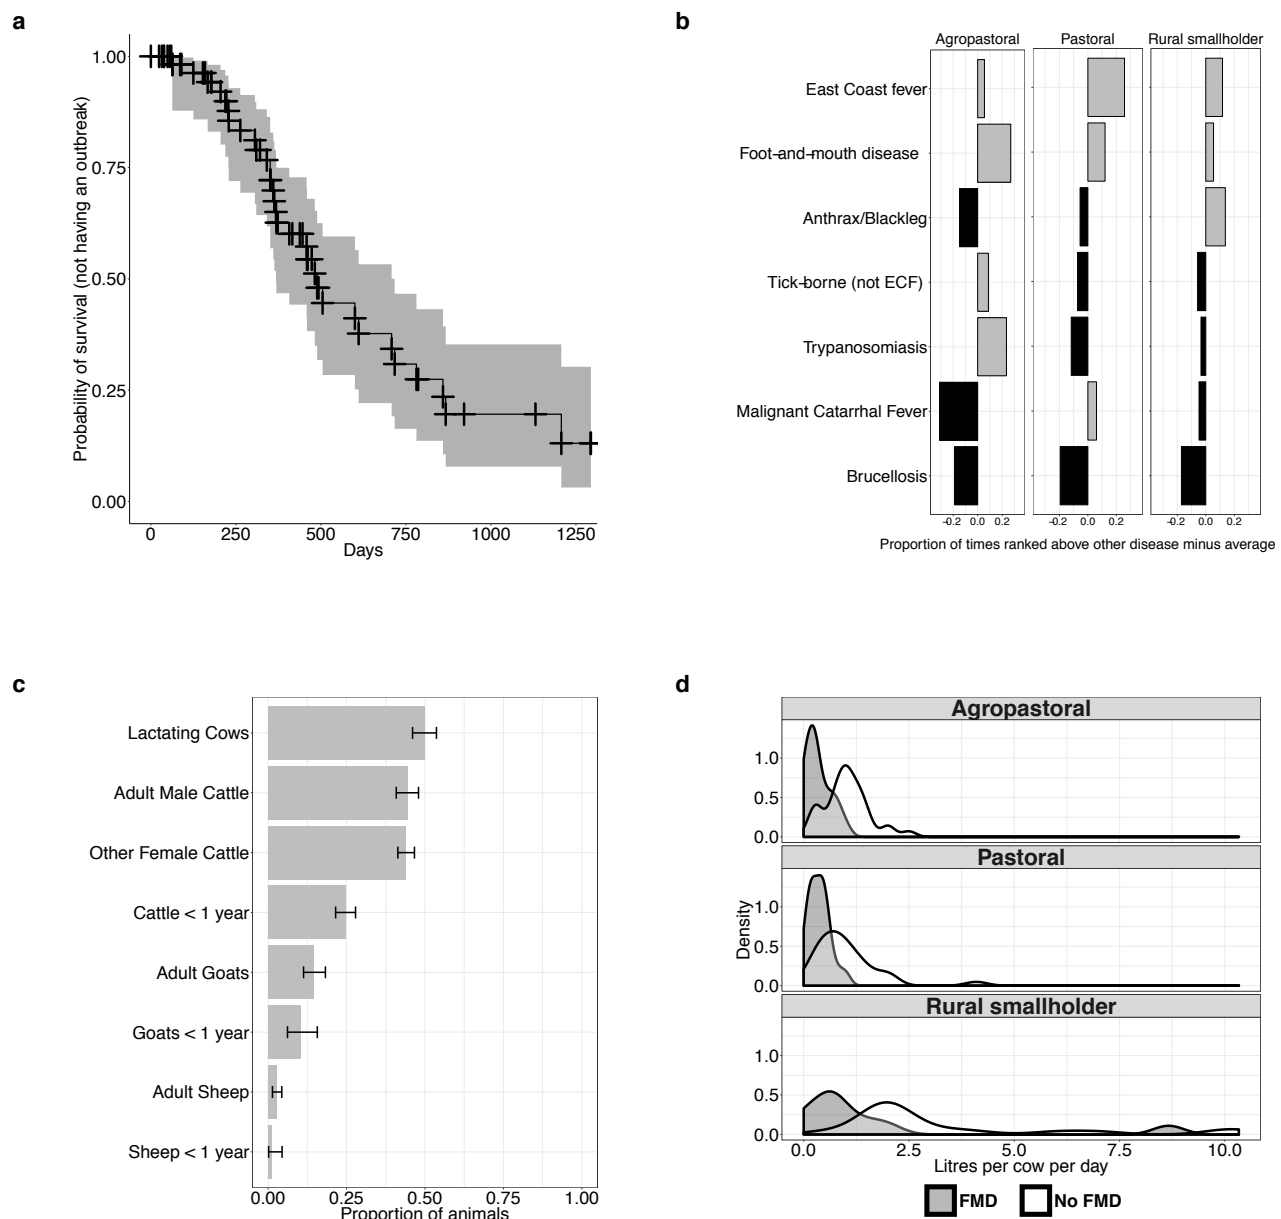 a
Probability of survival (not having an outbreak)
1.00
0.75
0.50
0.25
0.00
0 250 500 750 1000 1250
Days
b
Agropastoral Pastoral Rural smallholder
East Coast fever
Foot-and-mouth disease
Anthrax/Blackleg
Tick-borne (not ECF)
Trypanosomiasis
Malignant Catarrhal Fever
Brucellosis
-0.2 0.0 0.2 -0.2 0.0 0.2 -0.2 0.0 0.2
Proportion of times ranked above other disease minus average
c
Lactating Cows
Adult Male Cattle
Other Female Cattle
Cattle < 1 year
Adult Goats
Goats < 1 year
Adult Sheep
Sheep < 1 year
0.00 0.25 0.50 0.75 1.00
Proportion of animals
d
Agropastoral
1.0
0.5
0.0
Pastoral
Density
1.0
0.5
0.0
Rural smallholder
1.0
0.5
0.0
0.0 2.5 5.0 7.5 10.0
Litres per cow per day
FMD No FMD